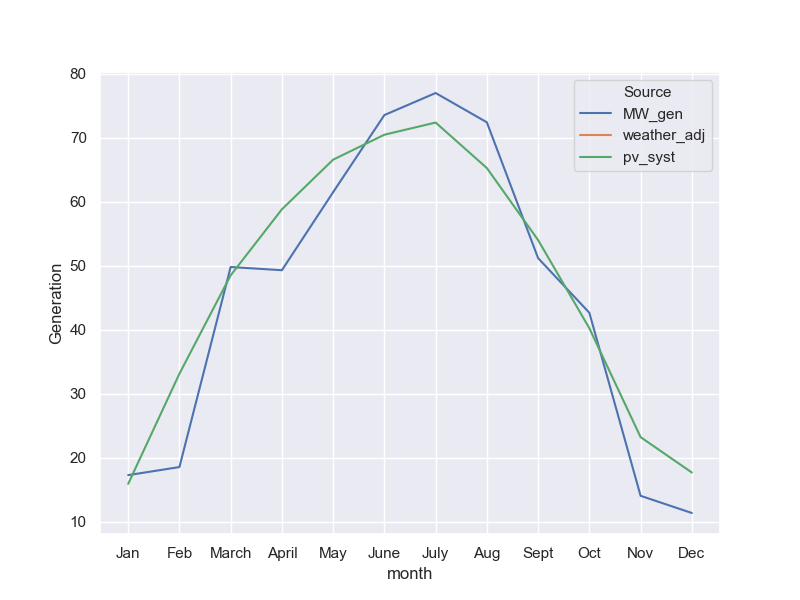 80
70
60
50
40
30
20
10
Generation
Source
MW_gen
weather_adj
pv_syst
Jan Feb March April May June July Aug Sept Oct Nov Dec
month